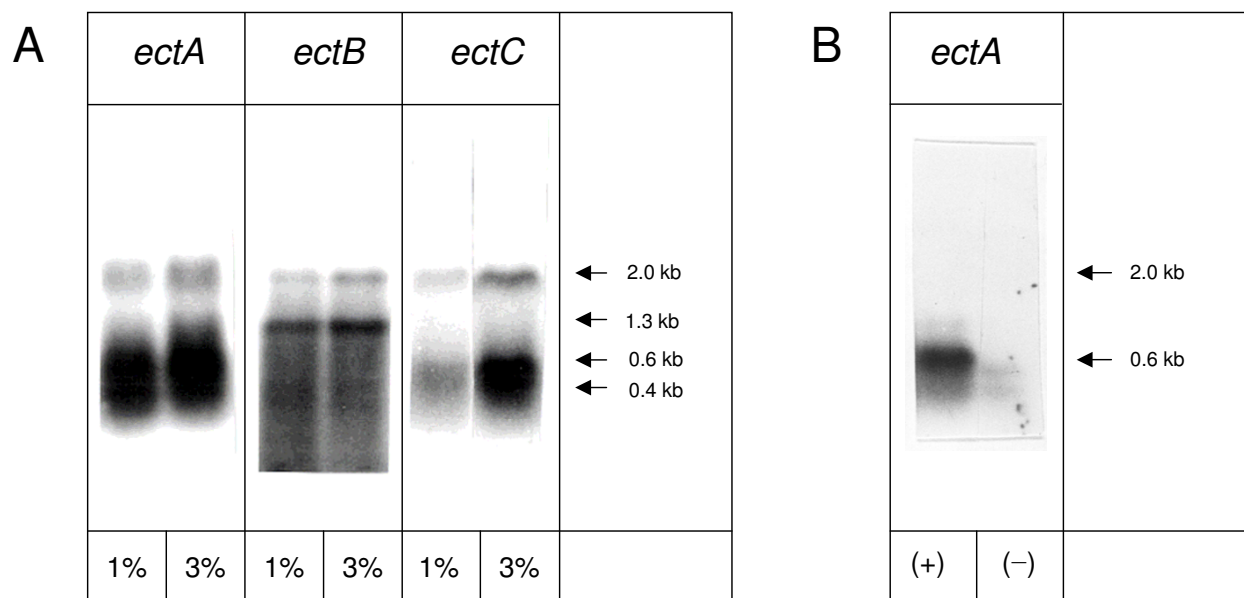 A
ectA ectB ectC
2.0 kb
1.3 kb
0.6 kb
0.4 kb
1% 3% 1% 3% 1% 3%
B
ectA
2.0 kb
0.6 kb
(+) (–)